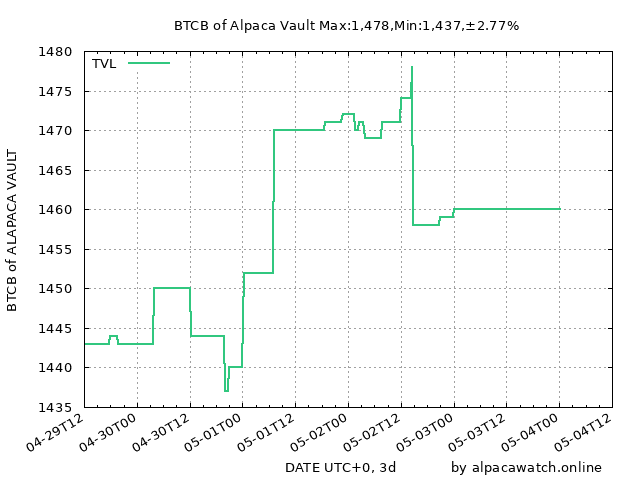 BTCB of Alpaca Vault Max:1,478,Min:1,437,±2.77%
TVL
1480
1475
1470
1465
1460
1455
1450
1445
1440
1435
BTCB of ALAPACA VAULT
04-29T12
04-30T00
04-30T12
05-01T00
05-01T12
05-02T00
05-02T12
05-03T00
05-03T12
05-04T00
05-04T12
DATE UTC+0, 3d
by alpacawatch.online